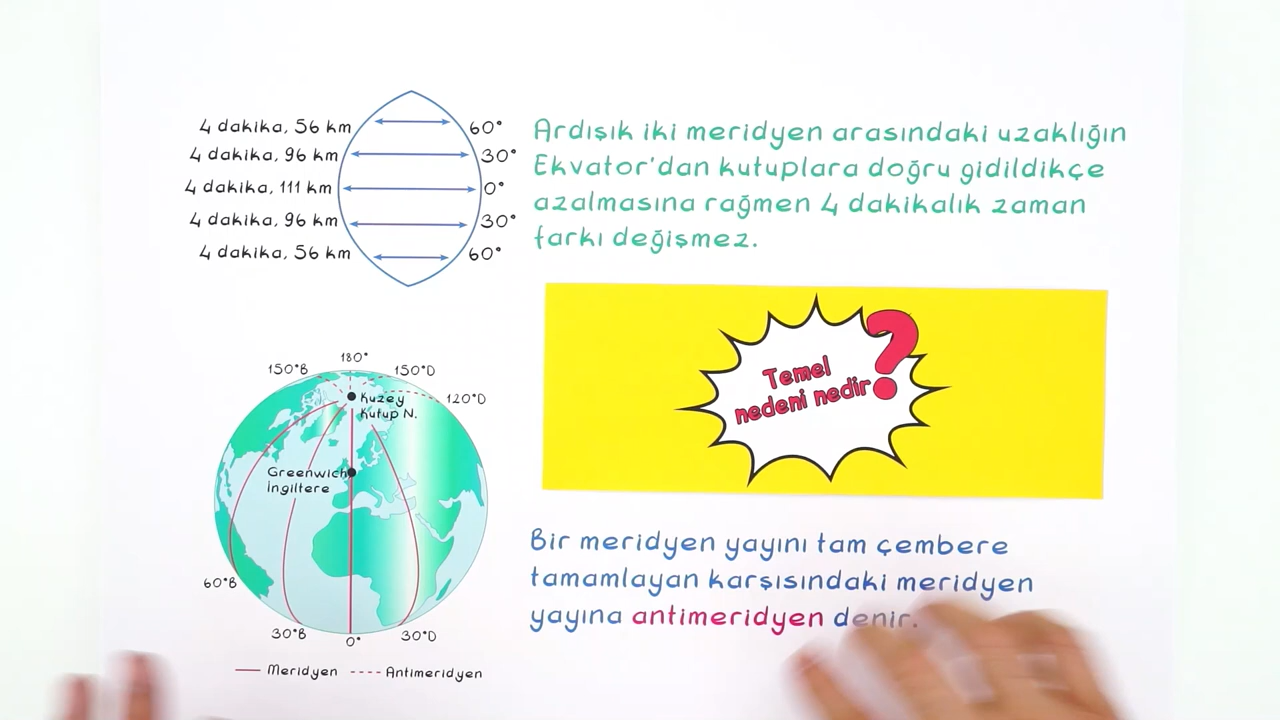 4 dakika, 56 km
60°
4 dakika, 96 km
30°
4 dakika, 111 km
0°
4 dakika, 96 km
30°
4 dakika, 56 km
60°
Ardışık iki meridyen arasındaki uzaklığın
Ekvator'dan kutuplara doğru gidildikçe
azalmasına rağmen 4 dakikalık zaman
farkı değişmez.
Temel
nedeni nedir?
180°
150°B
150°D
120°D
Kuzey
Kutup N.
Greenwich
İngiltere
60°B
30°B
0°
30°D
Meridyen
Antimeridyen
Bir meridyen yayını tam çembere
tamamlayan karşısındaki meridyen
yayına antimeridyen denir.